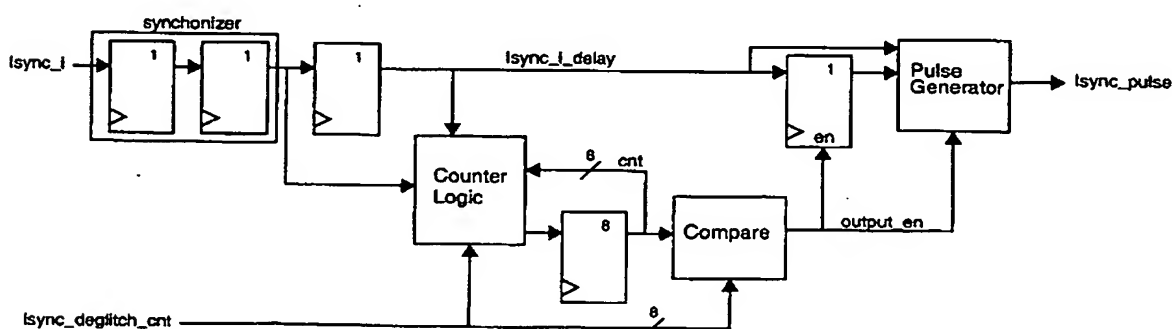 synchonizer
lsync_i
1
1
1
lsync_i_delay
1
en
Pulse
Generator
lsync_pulse
Counter
Logic
8
cnt
8
Compare
output_en
lsync_deglitch_cnt
8